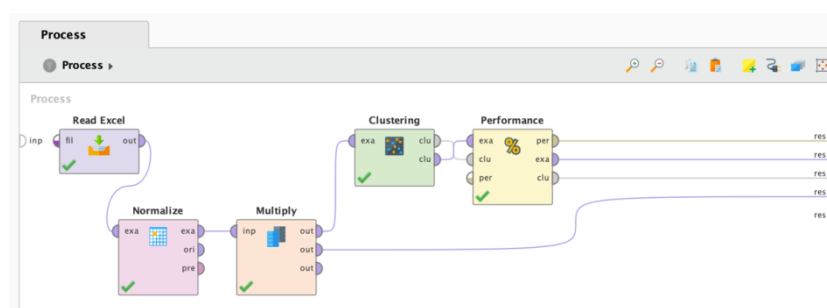 Process
Process
Process
Read Excel
inp
fil
out
Clustering
exa
clu
clu
Performance
exa
per
clu
exa
per
clu
res
res
res
res
res
Normalize
exa
exa
ori
pre
Multiply
inp
out
out
out